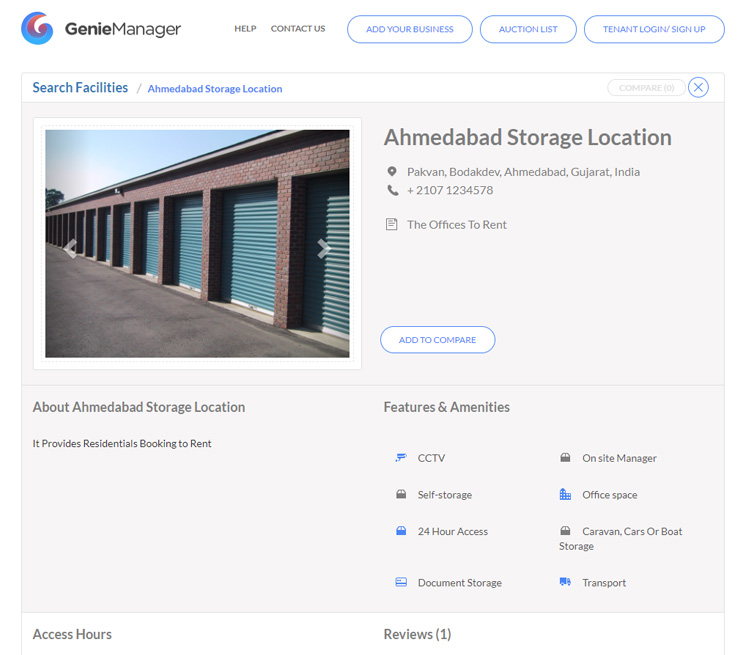 GenieManager
HELP
CONTACT US
ADD YOUR BUSINESS
AUCTION LIST
TENANT LOGIN/ SIGN UP
Search Facilities / Ahmedabad Storage Location
COMPARE (0)
Ahmedabad Storage Location
Pakvan, Bodakdev, Ahmedabad, Gujarat, India
+ 2107 1234578
The Offices To Rent
ADD TO COMPARE
About Ahmedabad Storage Location
It Provides Residentials Booking to Rent
Features & Amenities
CCTV
On site Manager
Self-storage
Office space
24 Hour Access
Caravan, Cars Or Boat
Storage
Document Storage
Transport
Access Hours
Reviews (1)